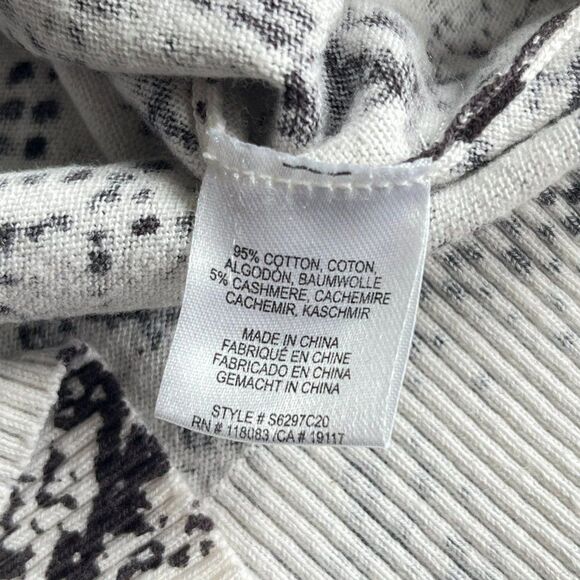 95% COTTON, COTON,
ALGODÓN, BAUMWOLLE
5% CASHMERE, CACHEMIRE
CACHEMIR, KASCHMIR
MADE IN CHINA
FABRIQUÉ EN CHINE
FABRICADO EN CHINA
GEMACHT IN CHINA
STYLE # S6297C20
RN # 118083 /CA # 19117